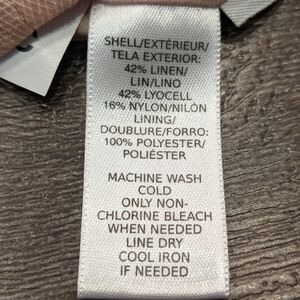 SHELL/EXTÉRIEUR/
TELA EXTERIOR:
42% LINEN/
LIN/LINO
42% LYOCELL
16% NYLON/NILÓN
LINING/
DOUBLURE/FORRO:
100% POLYESTER/
POLIÉSTER
MACHINE WASH
COLD
ONLY NON-
CHLORINE BLEACH
WHEN NEEDED
LINE DRY
COOL IRON
IF NEEDED